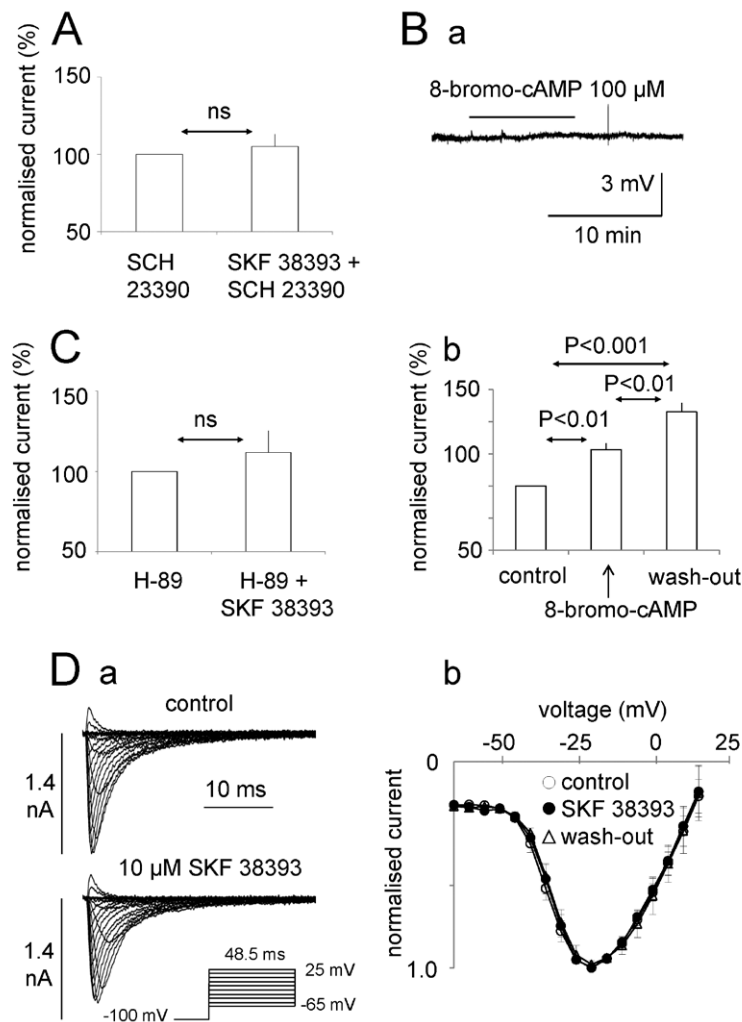 A
normalised current (%)
150
100
50
ns
SCH
23390
SKF 38393 +
SCH 23390
B a
8-bromo-cAMP 100 µM
3 mV
10 min
C
normalised current (%)
150
100
50
ns
H-89
H-89 +
SKF 38393
b
normalised current (%)
150
100
50
P<0.001
P<0.01
P<0.01
control
wash-out
8-bromo-cAMP
D a
control
1.4
nA
10 ms
10 µM SKF 38393
1.4
nA
48.5 ms
25 mV
-65 mV
-100 mV
b
voltage (mV)
-50
-25
0
25
0
normalised current
1.0
control
SKF 38393
wash-out